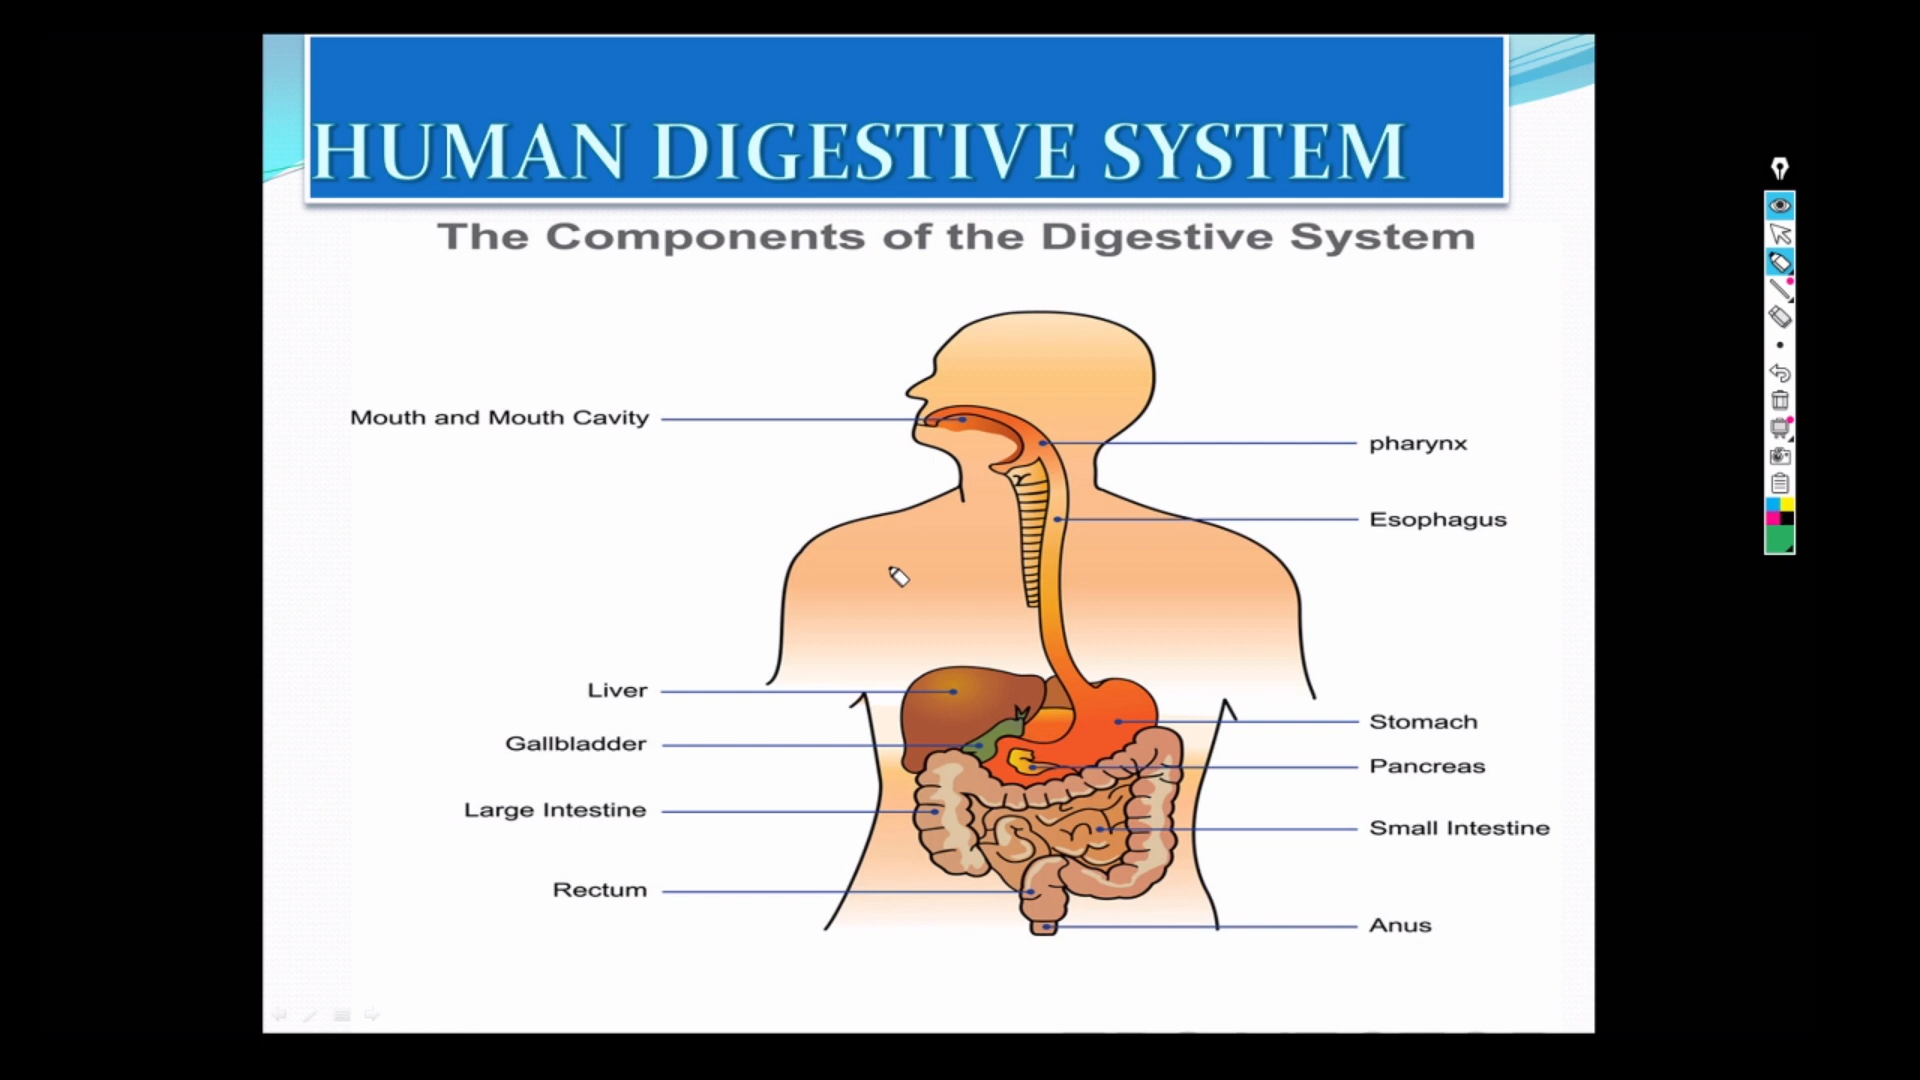 HUMAN DIGESTIVE SYSTEM
The Components of the Digestive System
Mouth and Mouth Cavity
pharynx
Esophagus
Liver
Stomach
Gallbladder
Pancreas
Large Intestine
Small Intestine
Rectum
Anus